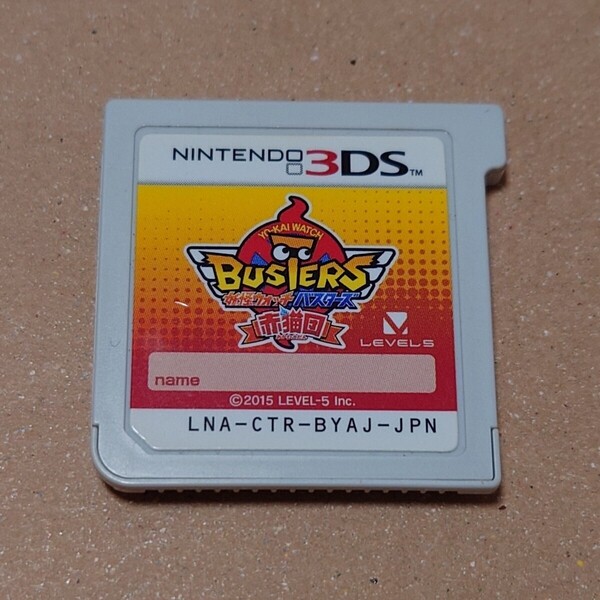 NINTENDO 3DS™
YO-KAI WATCH
BUSTERS
妖怪ウォッチバスターズ
赤猫団
LEVEL5
name
©2015 LEVEL-5 Inc.
LNA-CTR-BYAJ-JPN